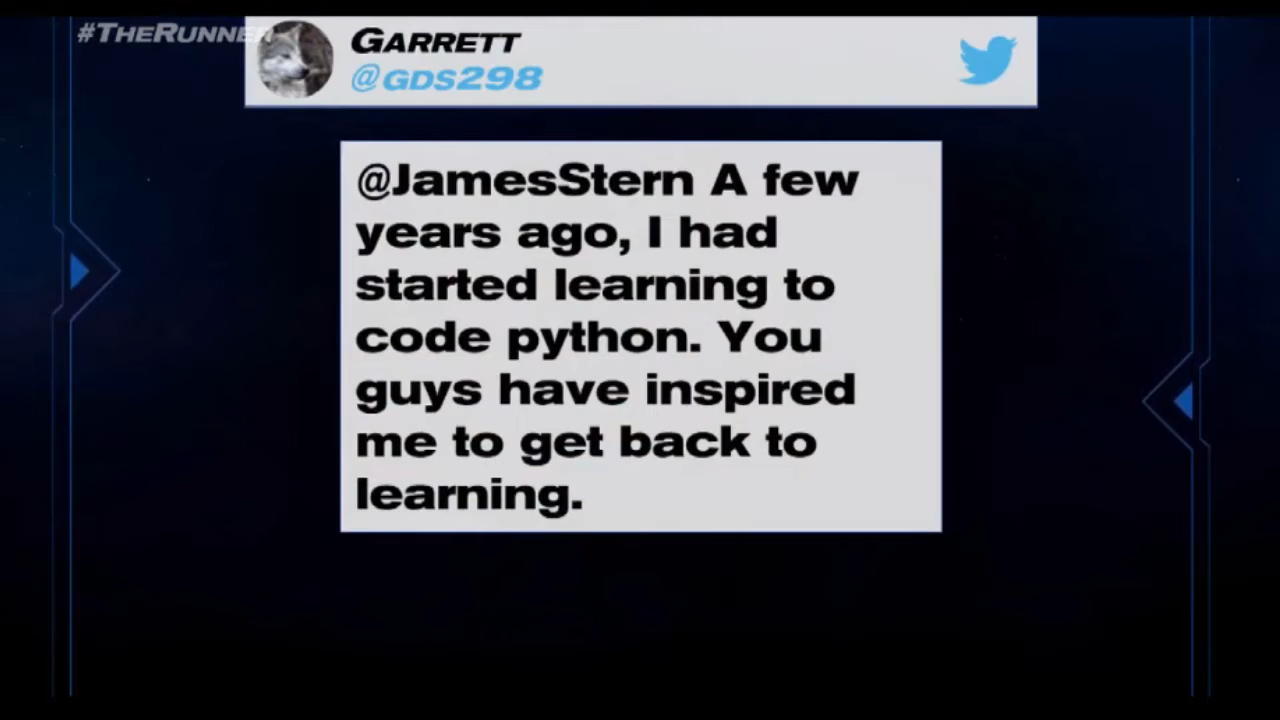 #THERUNNER
GARRETT
@GDS298
@JamesStern A few
years ago, I had
started learning to
code python. You
guys have inspired
me to get back to
learning.